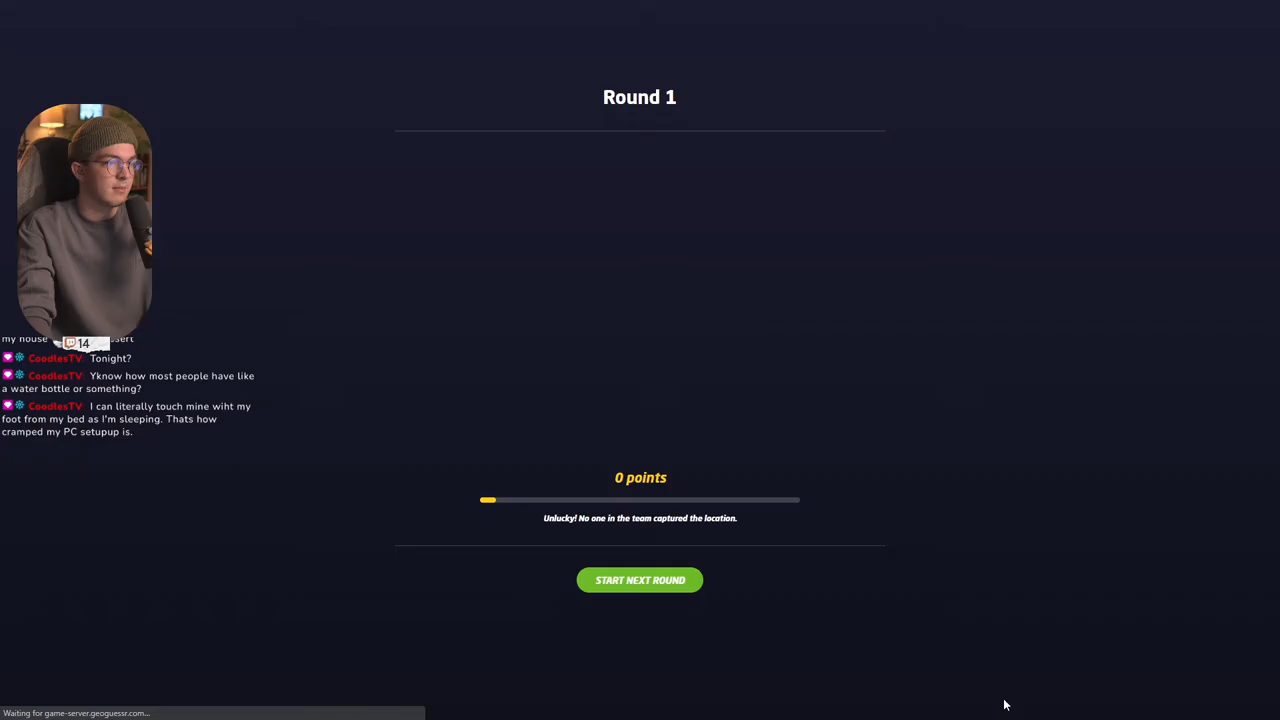 Round 1
my house
14
CoodlesTV: Tonight?
CoodlesTV: Yknow how most people have like
a water bottle or something?
CoodlesTV: I can literally touch mine wiht my
foot from my bed as I'm sleeping. Thats how
cramped my PC setupup is.
0 points
Unlucky! No one in the team captured the location.
START NEXT ROUND
Waiting for game-server.geoguessr.com...